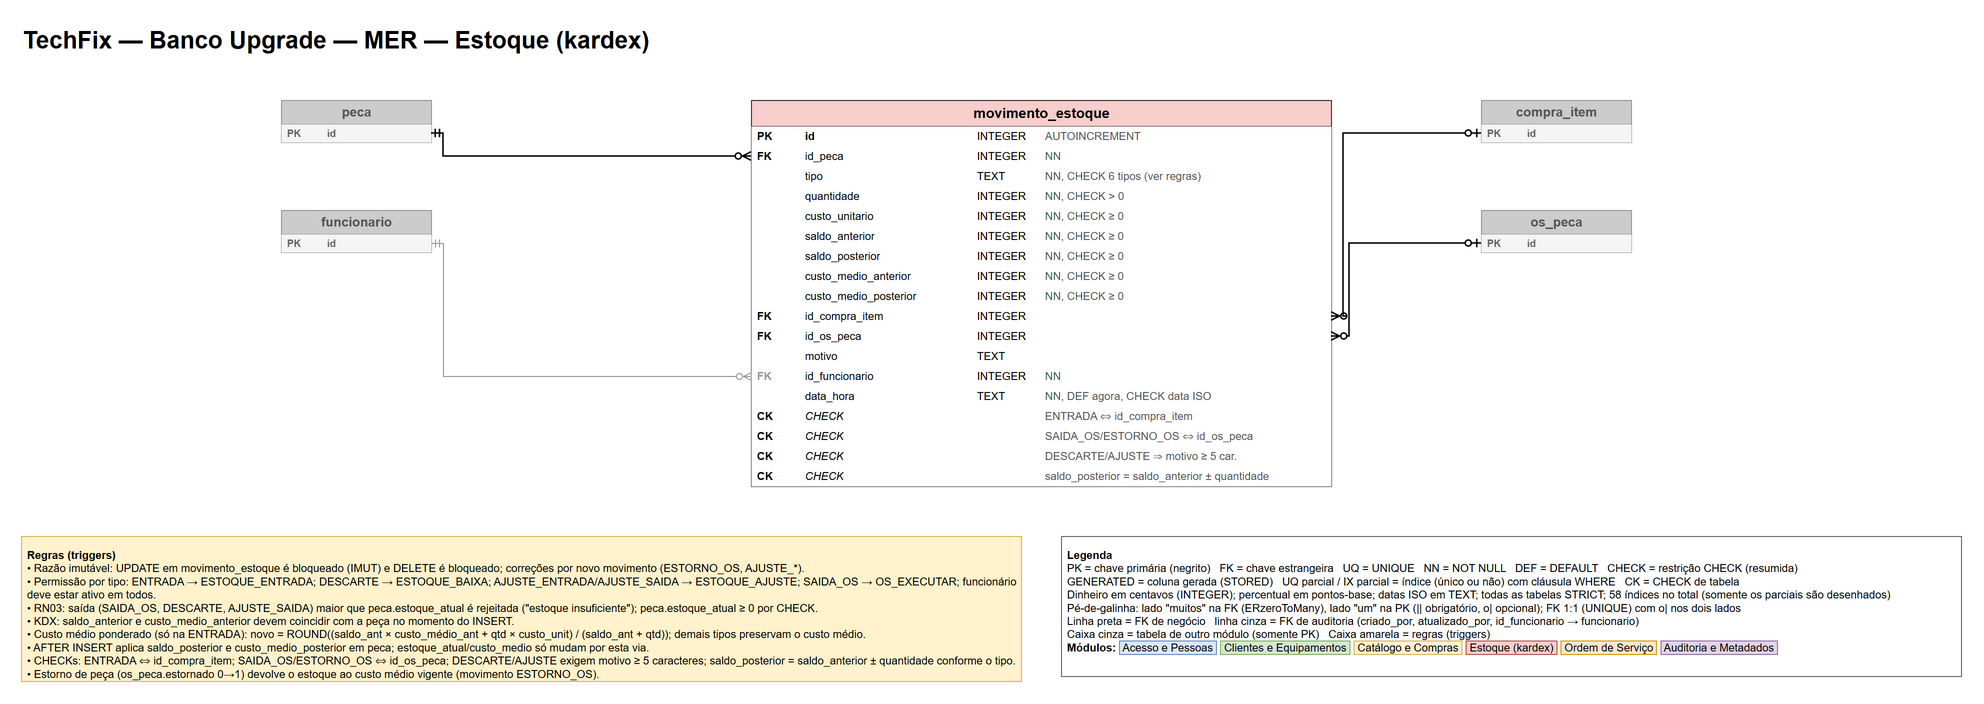 TechFix — Banco Upgrade — MER — Estoque (kardex)
peca
PK id
funcionario
PK id
movimento_estoque
PK id INTEGER AUTOINCREMENT
FK id_peca INTEGER NN
tipo TEXT NN, CHECK 6 tipos (ver regras)
quantidade INTEGER NN, CHECK > 0
custo_unitario INTEGER NN, CHECK ≥ 0
saldo_anterior INTEGER NN, CHECK ≥ 0
saldo_posterior INTEGER NN, CHECK ≥ 0
custo_medio_anterior INTEGER NN, CHECK ≥ 0
custo_medio_posterior INTEGER NN, CHECK ≥ 0
FK id_compra_item INTEGER
FK id_os_peca INTEGER
motivo TEXT
FK id_funcionario INTEGER NN
data_hora TEXT NN, DEF agora, CHECK data ISO
CK CHECK ENTRADA ⇔ id_compra_item
CK CHECK SAIDA_OS/ESTORNO_OS ⇔ id_os_peca
CK CHECK DESCARTE/AJUSTE ⇒ motivo ≥ 5 car.
CK CHECK saldo_posterior = saldo_anterior ± quantidade
compra_item
PK id
os_peca
PK id
Regras (triggers)
• Razão imutável: UPDATE em movimento_estoque é bloqueado (IMUT) e DELETE é bloqueado; correções por novo movimento (ESTORNO_OS, AJUSTE_*).
• Permissão por tipo: ENTRADA → ESTOQUE_ENTRADA; DESCARTE → ESTOQUE_BAIXA; AJUSTE_ENTRADA/AJUSTE_SAIDA → ESTOQUE_AJUSTE; SAIDA_OS → OS_EXECUTAR; funcionário
deve estar ativo em todos.
• RN03: saída (SAIDA_OS, DESCARTE, AJUSTE_SAIDA) maior que peca.estoque_atual é rejeitada ("estoque insuficiente"); peca.estoque_atual ≥ 0 por CHECK.
• KDX: saldo_anterior e custo_medio_anterior devem coincidir com a peça no momento do INSERT.
• Custo médio ponderado (só na ENTRADA): novo = ROUND((saldo_ant × custo_médio_ant + qtd × custo_unit) / (saldo_ant + qtd)); demais tipos preservam o custo médio.
• AFTER INSERT aplica saldo_posterior e custo_medio_posterior em peca; estoque_atual/custo_medio só mudam por esta via.
• CHECKs: ENTRADA ⇔ id_compra_item; SAIDA_OS/ESTORNO_OS ⇔ id_os_peca; DESCARTE/AJUSTE exigem motivo ≥ 5 caracteres; saldo_posterior = saldo_anterior ± quantidade conforme o tipo.
• Estorno de peça (os_peca.estornado 0→1) devolve o estoque ao custo médio vigente (movimento ESTORNO_OS).
Legenda
PK = chave primária (negrito) FK = chave estrangeira UQ = UNIQUE NN = NOT NULL DEF = DEFAULT CHECK = restrição CHECK (resumida)
GENERATED = coluna gerada (STORED) UQ parcial / IX parcial = índice (único ou não) com cláusula WHERE CK = CHECK de tabela
Dinheiro em centavos (INTEGER); percentual em pontos-base; datas ISO em TEXT; todas as tabelas STRICT; 58 índices no total (somente os parciais são desenhados)
Pé-de-galinha: lado "muitos" na FK (ERzeroToMany), lado "um" na PK (|| obrigatório, o| opcional); FK 1:1 (UNIQUE) com o| nos dois lados
Linha preta = FK de negócio linha cinza = FK de auditoria (criado_por, atualizado_por, id_funcionario → funcionario)
Caixa cinza = tabela de outro módulo (somente PK) Caixa amarela = regras (triggers)
Módulos: Acesso e Pessoas Clientes e Equipamentos Catálogo e Compras Estoque (kardex) Ordem de Serviço Auditoria e Metadados